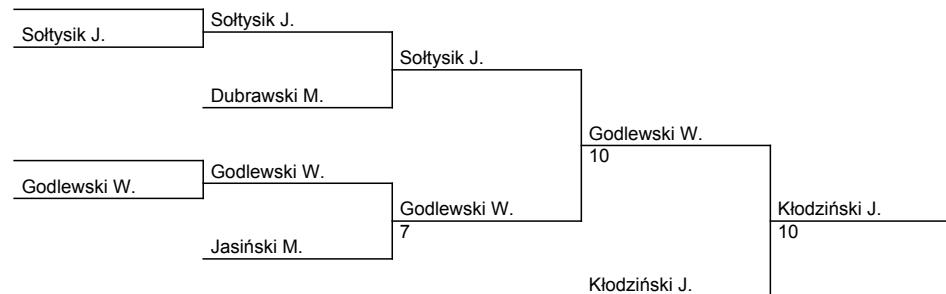 Sołtysik J.
Sołtysik J.
Sołtysik J.
Dubrawski M.
Godlewski W.
10
Godlewski W.
Godlewski W.
Godlewski W.
7
Kłodziński J.
10
Jasiński M.
Kłodziński J.